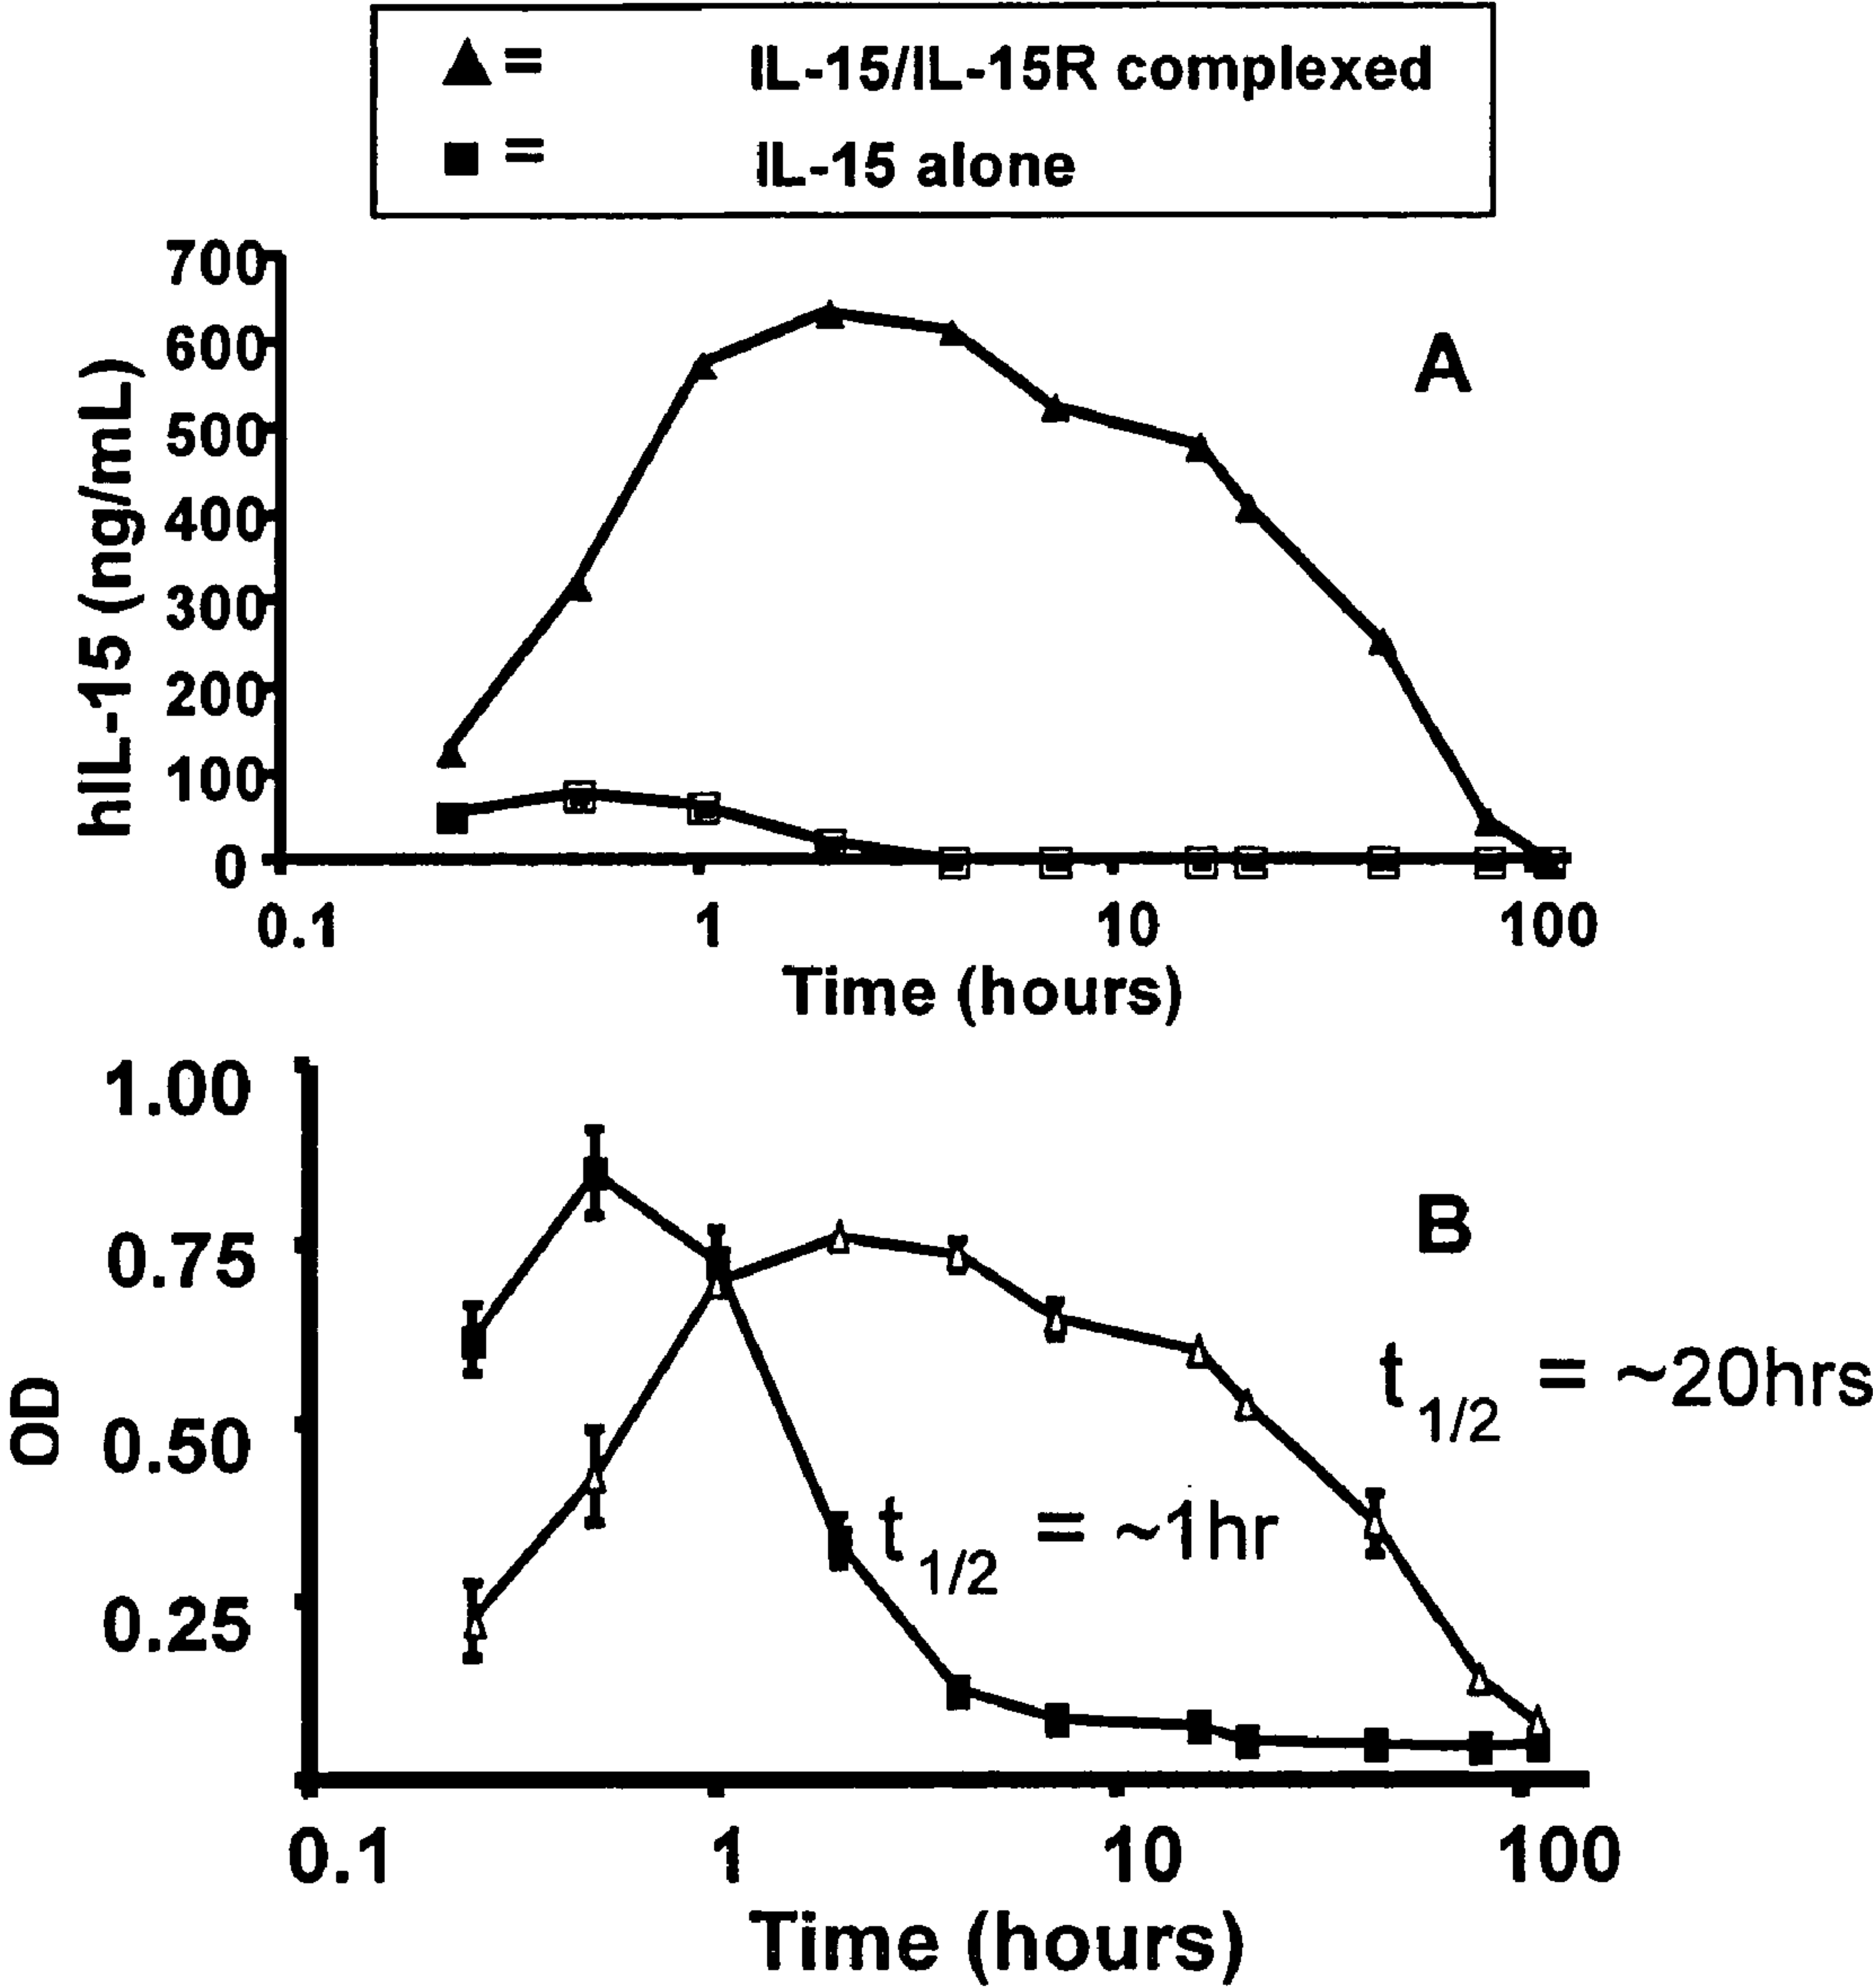 ▲ = IL-15/IL-15R complexed
■ = IL-15 alone
700
600
500
400
300
200
100
0
hIL-15 (ng/mL)
A
0.1 1 10 100
Time (hours)
1.00
0.75
0.50
0.25
OD
B
t1/2 = ~20hrs
t1/2 = ~1hr
0.1 1 10 100
Time (hours)